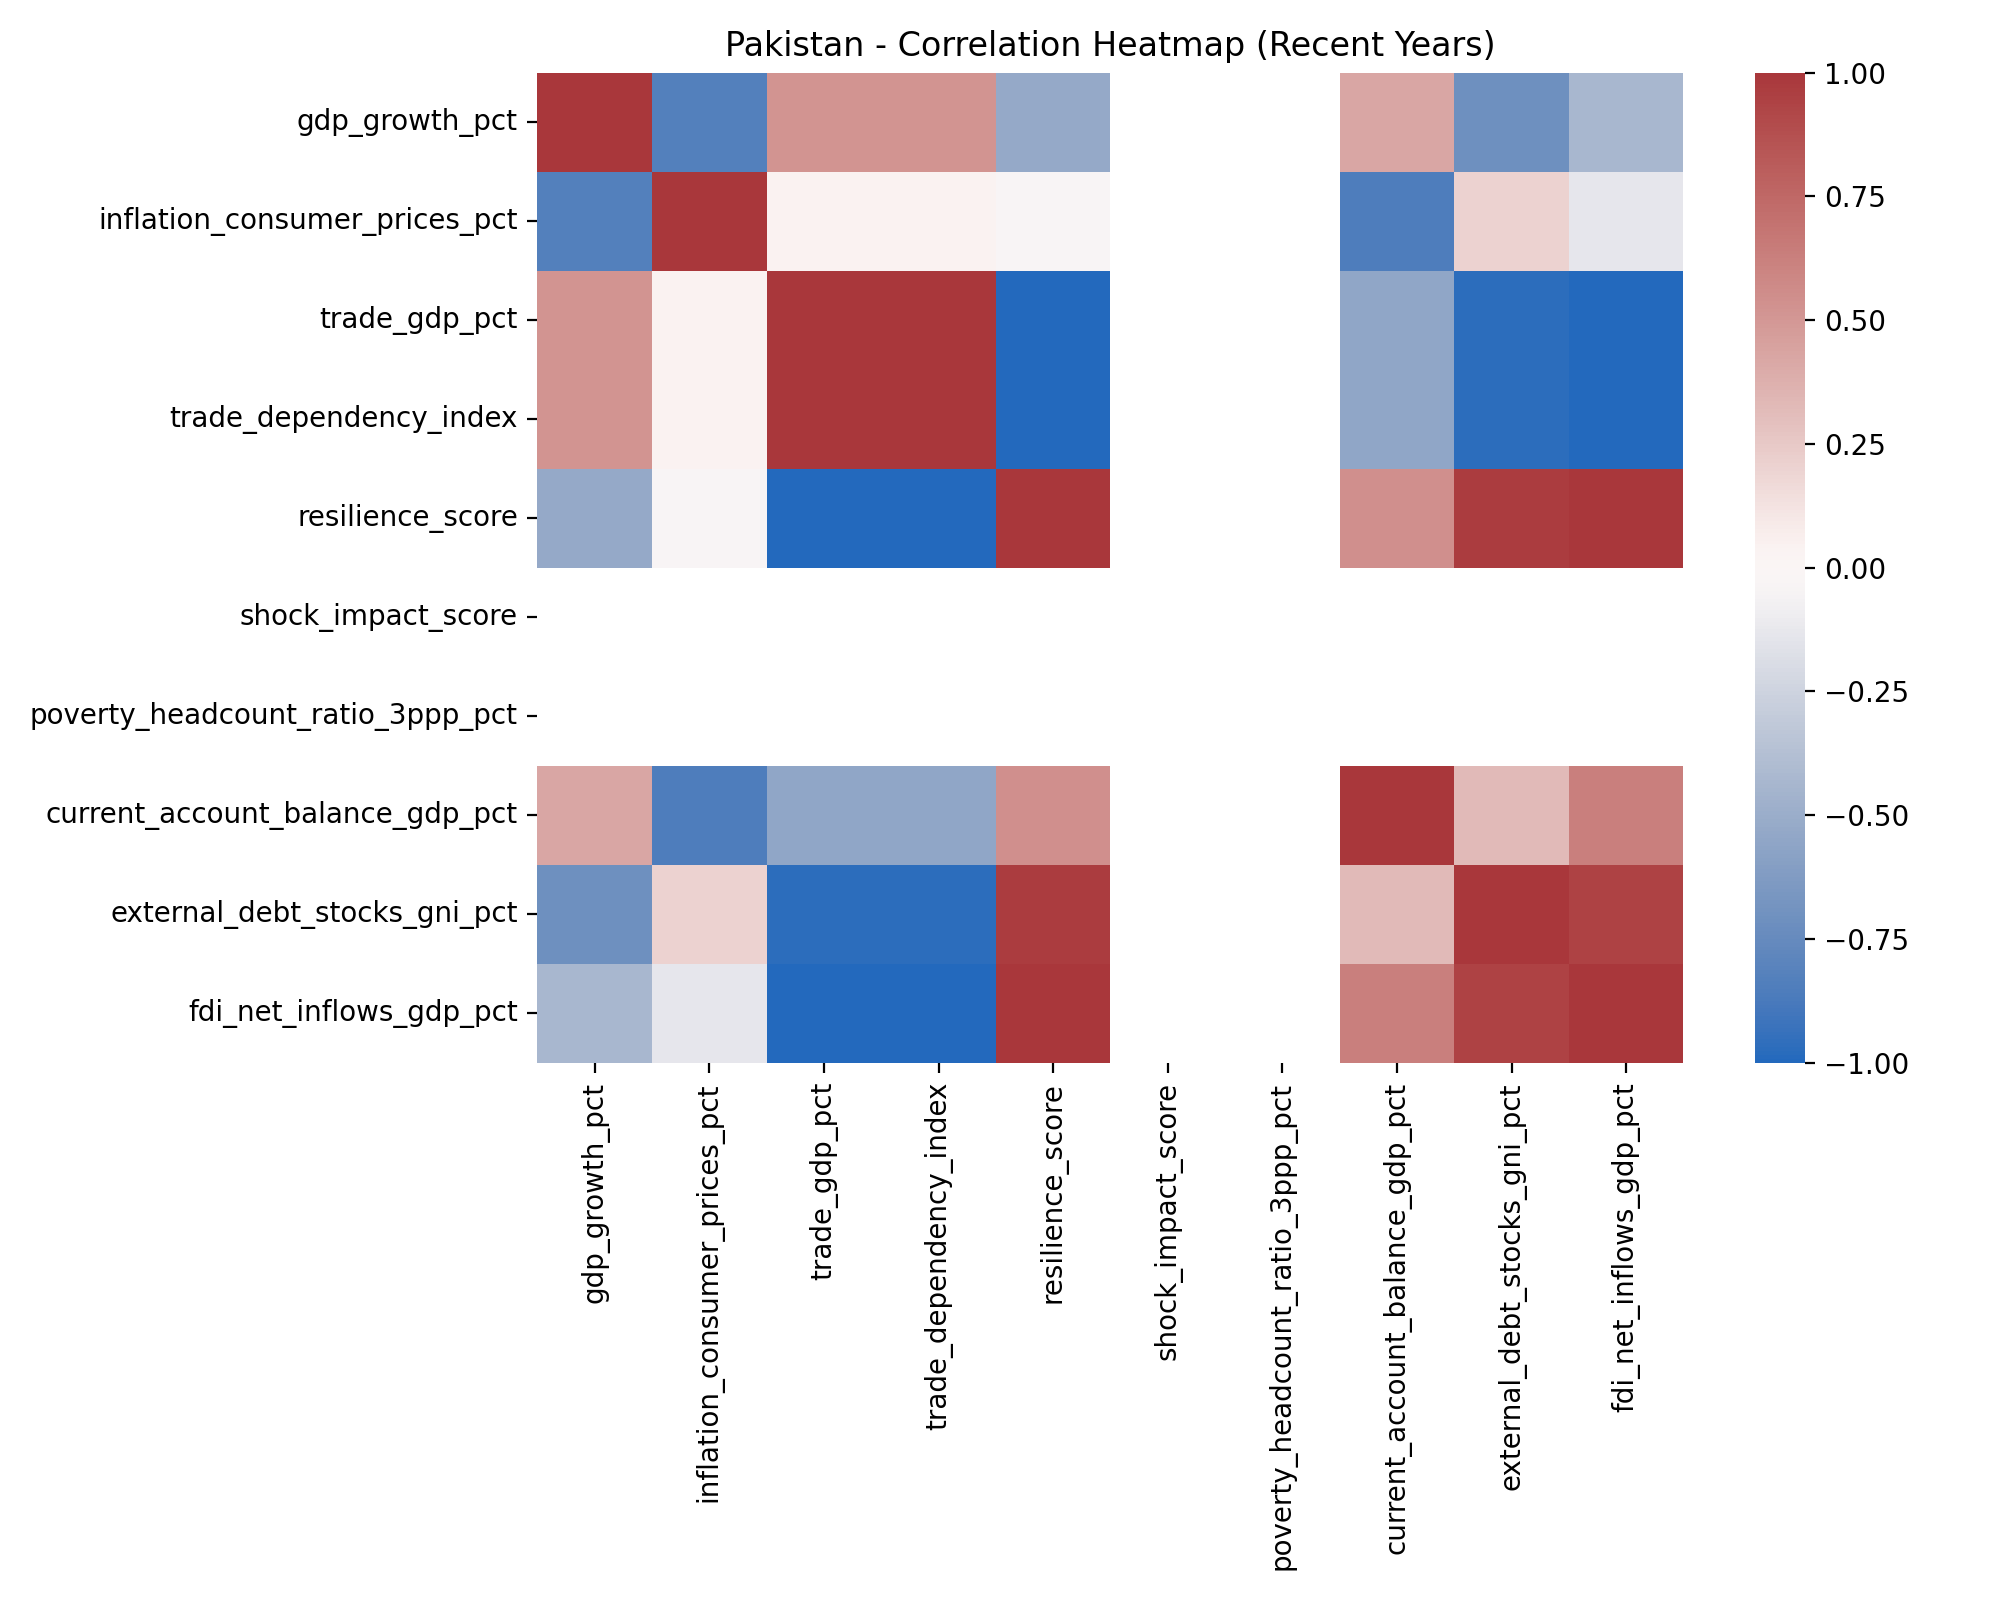 Pakistan - Correlation Heatmap (Recent Years)
gdp_growth_pct
inflation_consumer_prices_pct
trade_gdp_pct
trade_dependency_index
resilience_score
shock_impact_score
poverty_headcount_ratio_3ppp_pct
current_account_balance_gdp_pct
external_debt_stocks_gni_pct
fdi_net_inflows_gdp_pct
gdp_growth_pct
inflation_consumer_prices_pct
trade_gdp_pct
trade_dependency_index
resilience_score
shock_impact_score
poverty_headcount_ratio_3ppp_pct
current_account_balance_gdp_pct
external_debt_stocks_gni_pct
fdi_net_inflows_gdp_pct
1.00
0.75
0.50
0.25
0.00
−0.25
−0.50
−0.75
−1.00